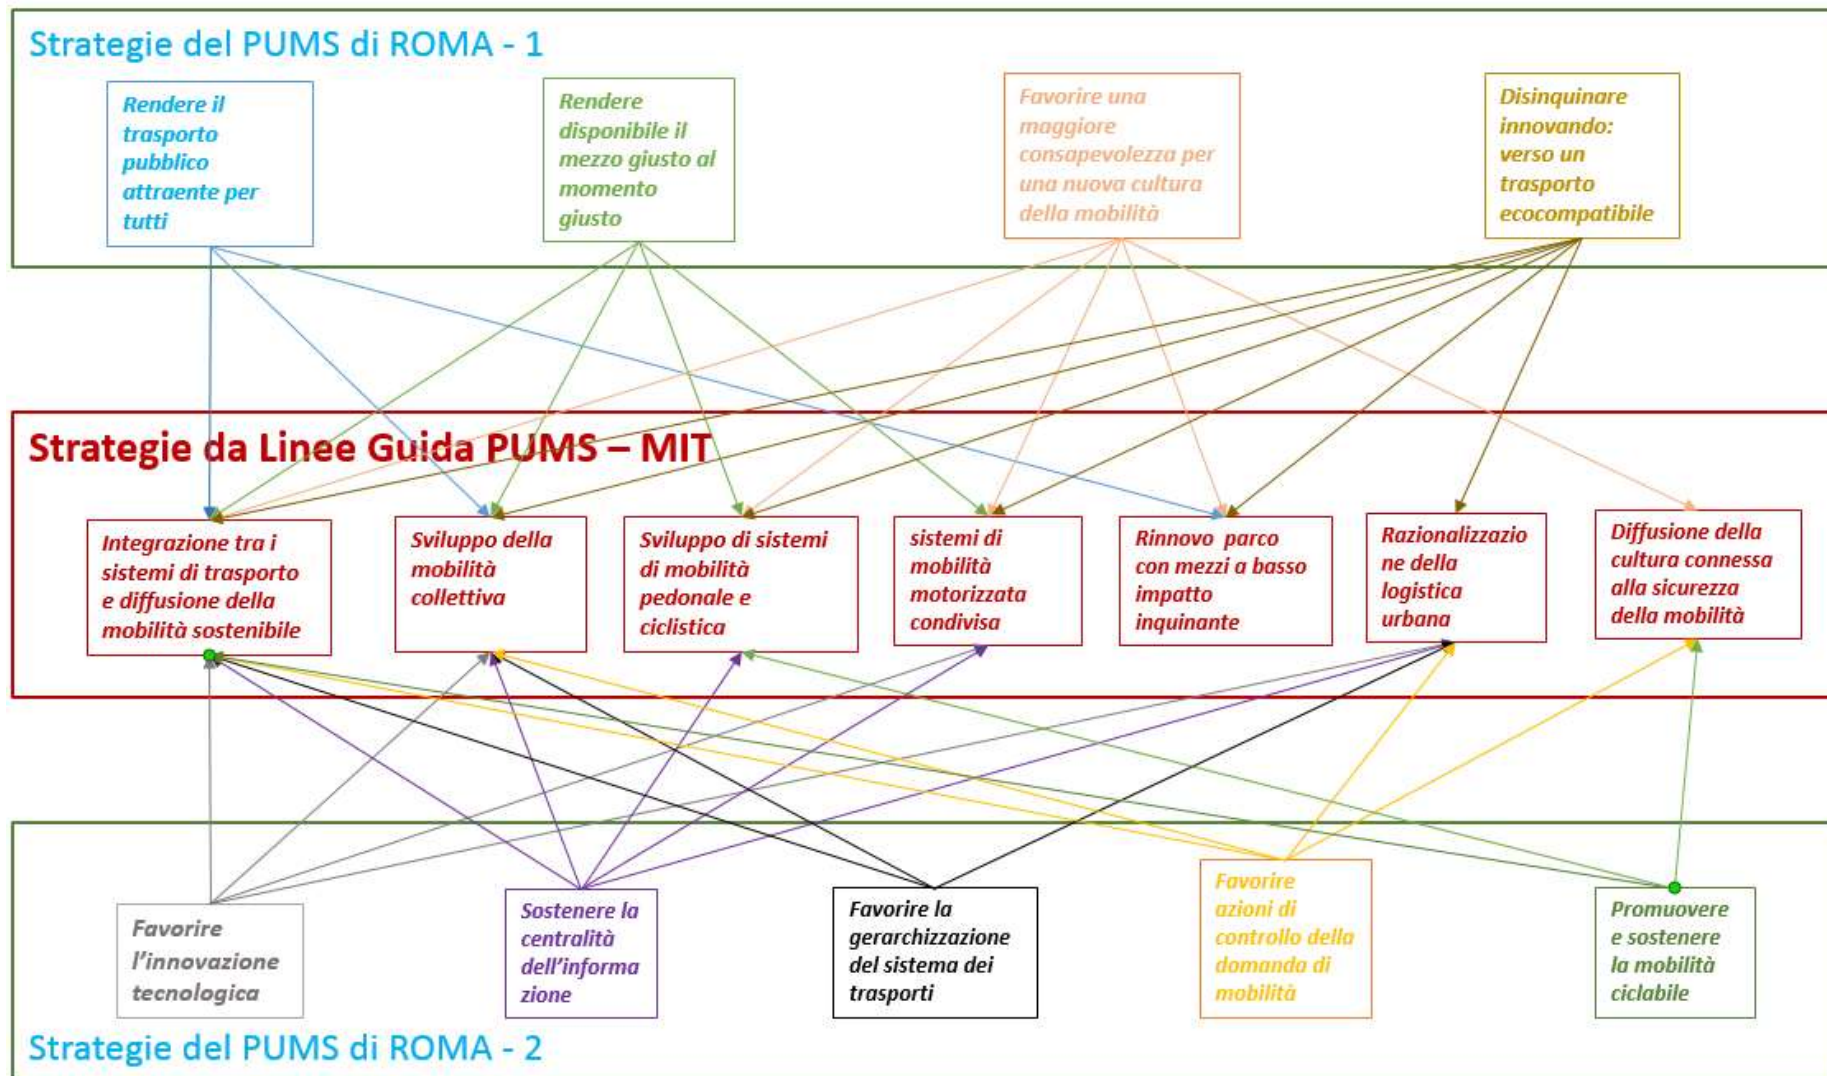 Strategie del PUMS di ROMA - 1
Rendere il
trasporto
pubblico
attraente per
tutti
Rendere
disponibile il
mezzo giusto al
momento
giusto
Favorire una
maggiore
consapevolezza per
una nuova cultura
della mobilità
Disinquinare
innovando:
verso un
trasporto
ecocompatibile
Strategie da Linee Guida PUMS – MIT
Integrazione tra i
sistemi di trasporto
e diffusione della
mobilità sostenibile
Sviluppo della
mobilità
collettiva
Sviluppo di sistemi
di mobilità
pedonale e
ciclistica
sistemi di
mobilità
motorizzata
condivisa
Rinnovo parco
con mezzi a basso
impatto
inquinante
Razionalizzazio
ne della
logistica
urbana
Diffusione della
cultura connessa
alla sicurezza
della mobilità
Favorire
l'innovazione
tecnologica
Sostenere la
centralità
dell'informa
zione
Favorire la
gerarchizzazione
del sistema dei
trasporti
Favorire
azioni di
controllo della
domanda di
mobilità
Promuovere
e sostenere
la mobilità
ciclabile
Strategie del PUMS di ROMA - 2